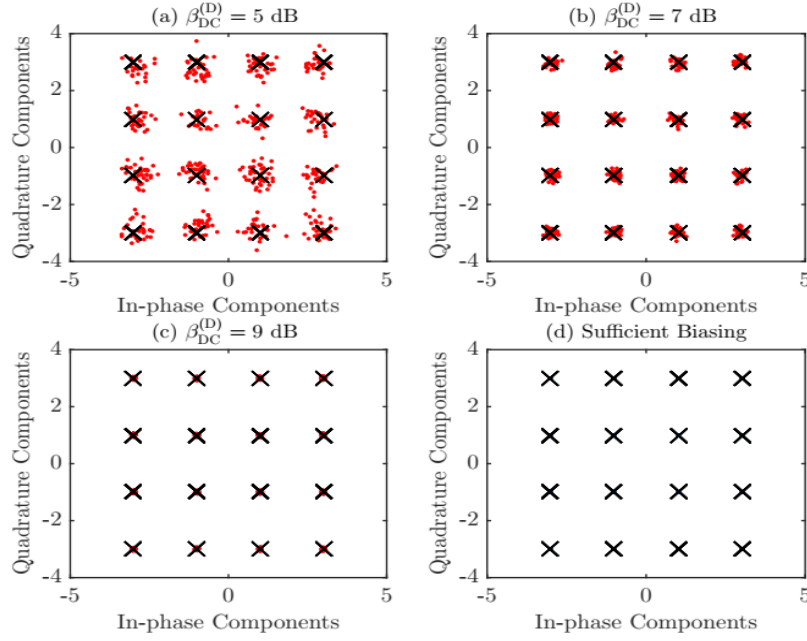 (a) β_DC^(D) = 5 dB
Quadrature Components
4
2
0
-2
-4
-5
0
5
In-phase Components
(b) β_DC^(D) = 7 dB
Quadrature Components
4
2
0
-2
-4
-5
0
5
In-phase Components
(c) β_DC^(D) = 9 dB
Quadrature Components
4
2
0
-2
-4
-5
0
5
In-phase Components
(d) Sufficient Biasing
Quadrature Components
4
2
0
-2
-4
-5
0
5
In-phase Components